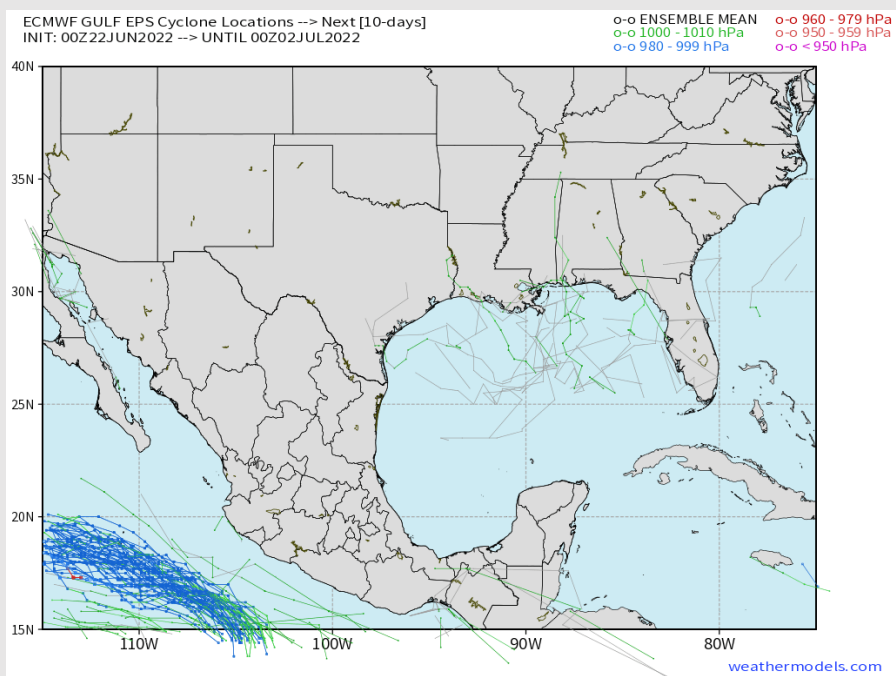 ECMWF GULF EPS Cyclone Locations --> Next [10-days]
INIT: 00Z22JUN2022 --> UNTIL 00Z02JUL2022
o-o ENSEMBLE MEAN
o-o 1000 - 1010 hPa
o-o 980 - 999 hPa
o-o 960 - 979 hPa
o-o 950 - 959 hPa
o-o < 950 hPa
40N
35N
30N
25N
20N
15N
110W 100W 90W 80W
weathermodels.com